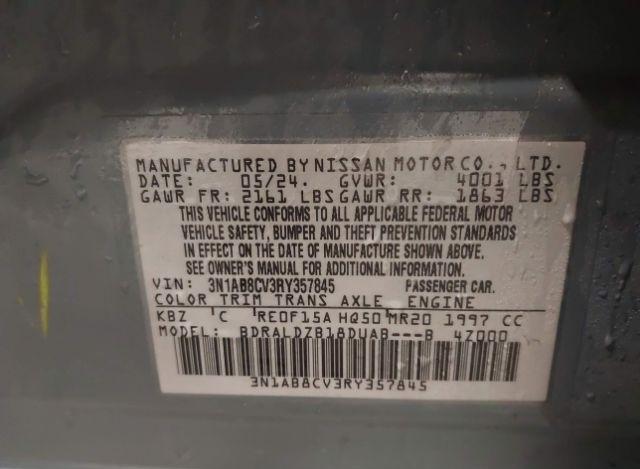 MANUFACTURED BY NISSAN MOTOR CO., LTD.
DATE: 05/24. GVWR: 4001 LBS
GAWR FR: 2161 LBS GAWR RR: 1863 LBS
THIS VEHICLE CONFORMS TO ALL APPLICABLE FEDERAL MOTOR
VEHICLE SAFETY, BUMPER AND THEFT PREVENTION STANDARDS
IN EFFECT ON THE DATE OF MANUFACTURE SHOWN ABOVE.
SEE OWNER'S MANUAL FOR ADDITIONAL INFORMATION.
VIN: 3N1AB8CV3RY357845 PASSENGER CAR.
COLOR TRIM TRANS AXLE ENGINE
KBZ C RE0F15A HQ50 MR20 1997 CC
MODEL: BDRALDZB18DUAB---B 4Z000
3N1AB8CV3RY357845